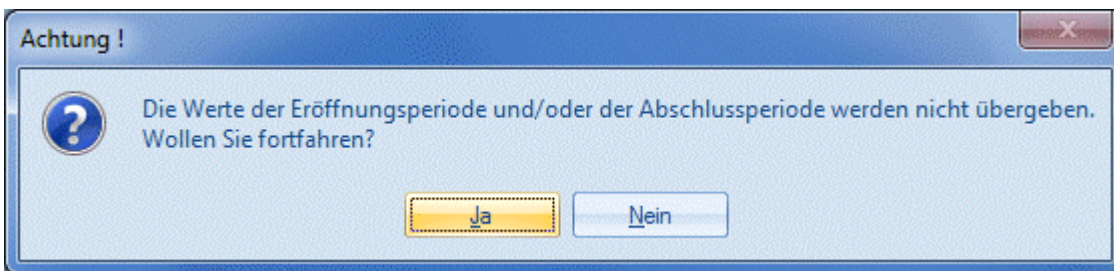 Achtung !
Die Werte der Eröffnungsperiode und/oder der Abschlussperiode werden nicht übergeben.
Wollen Sie fortfahren?
Ja
Nein